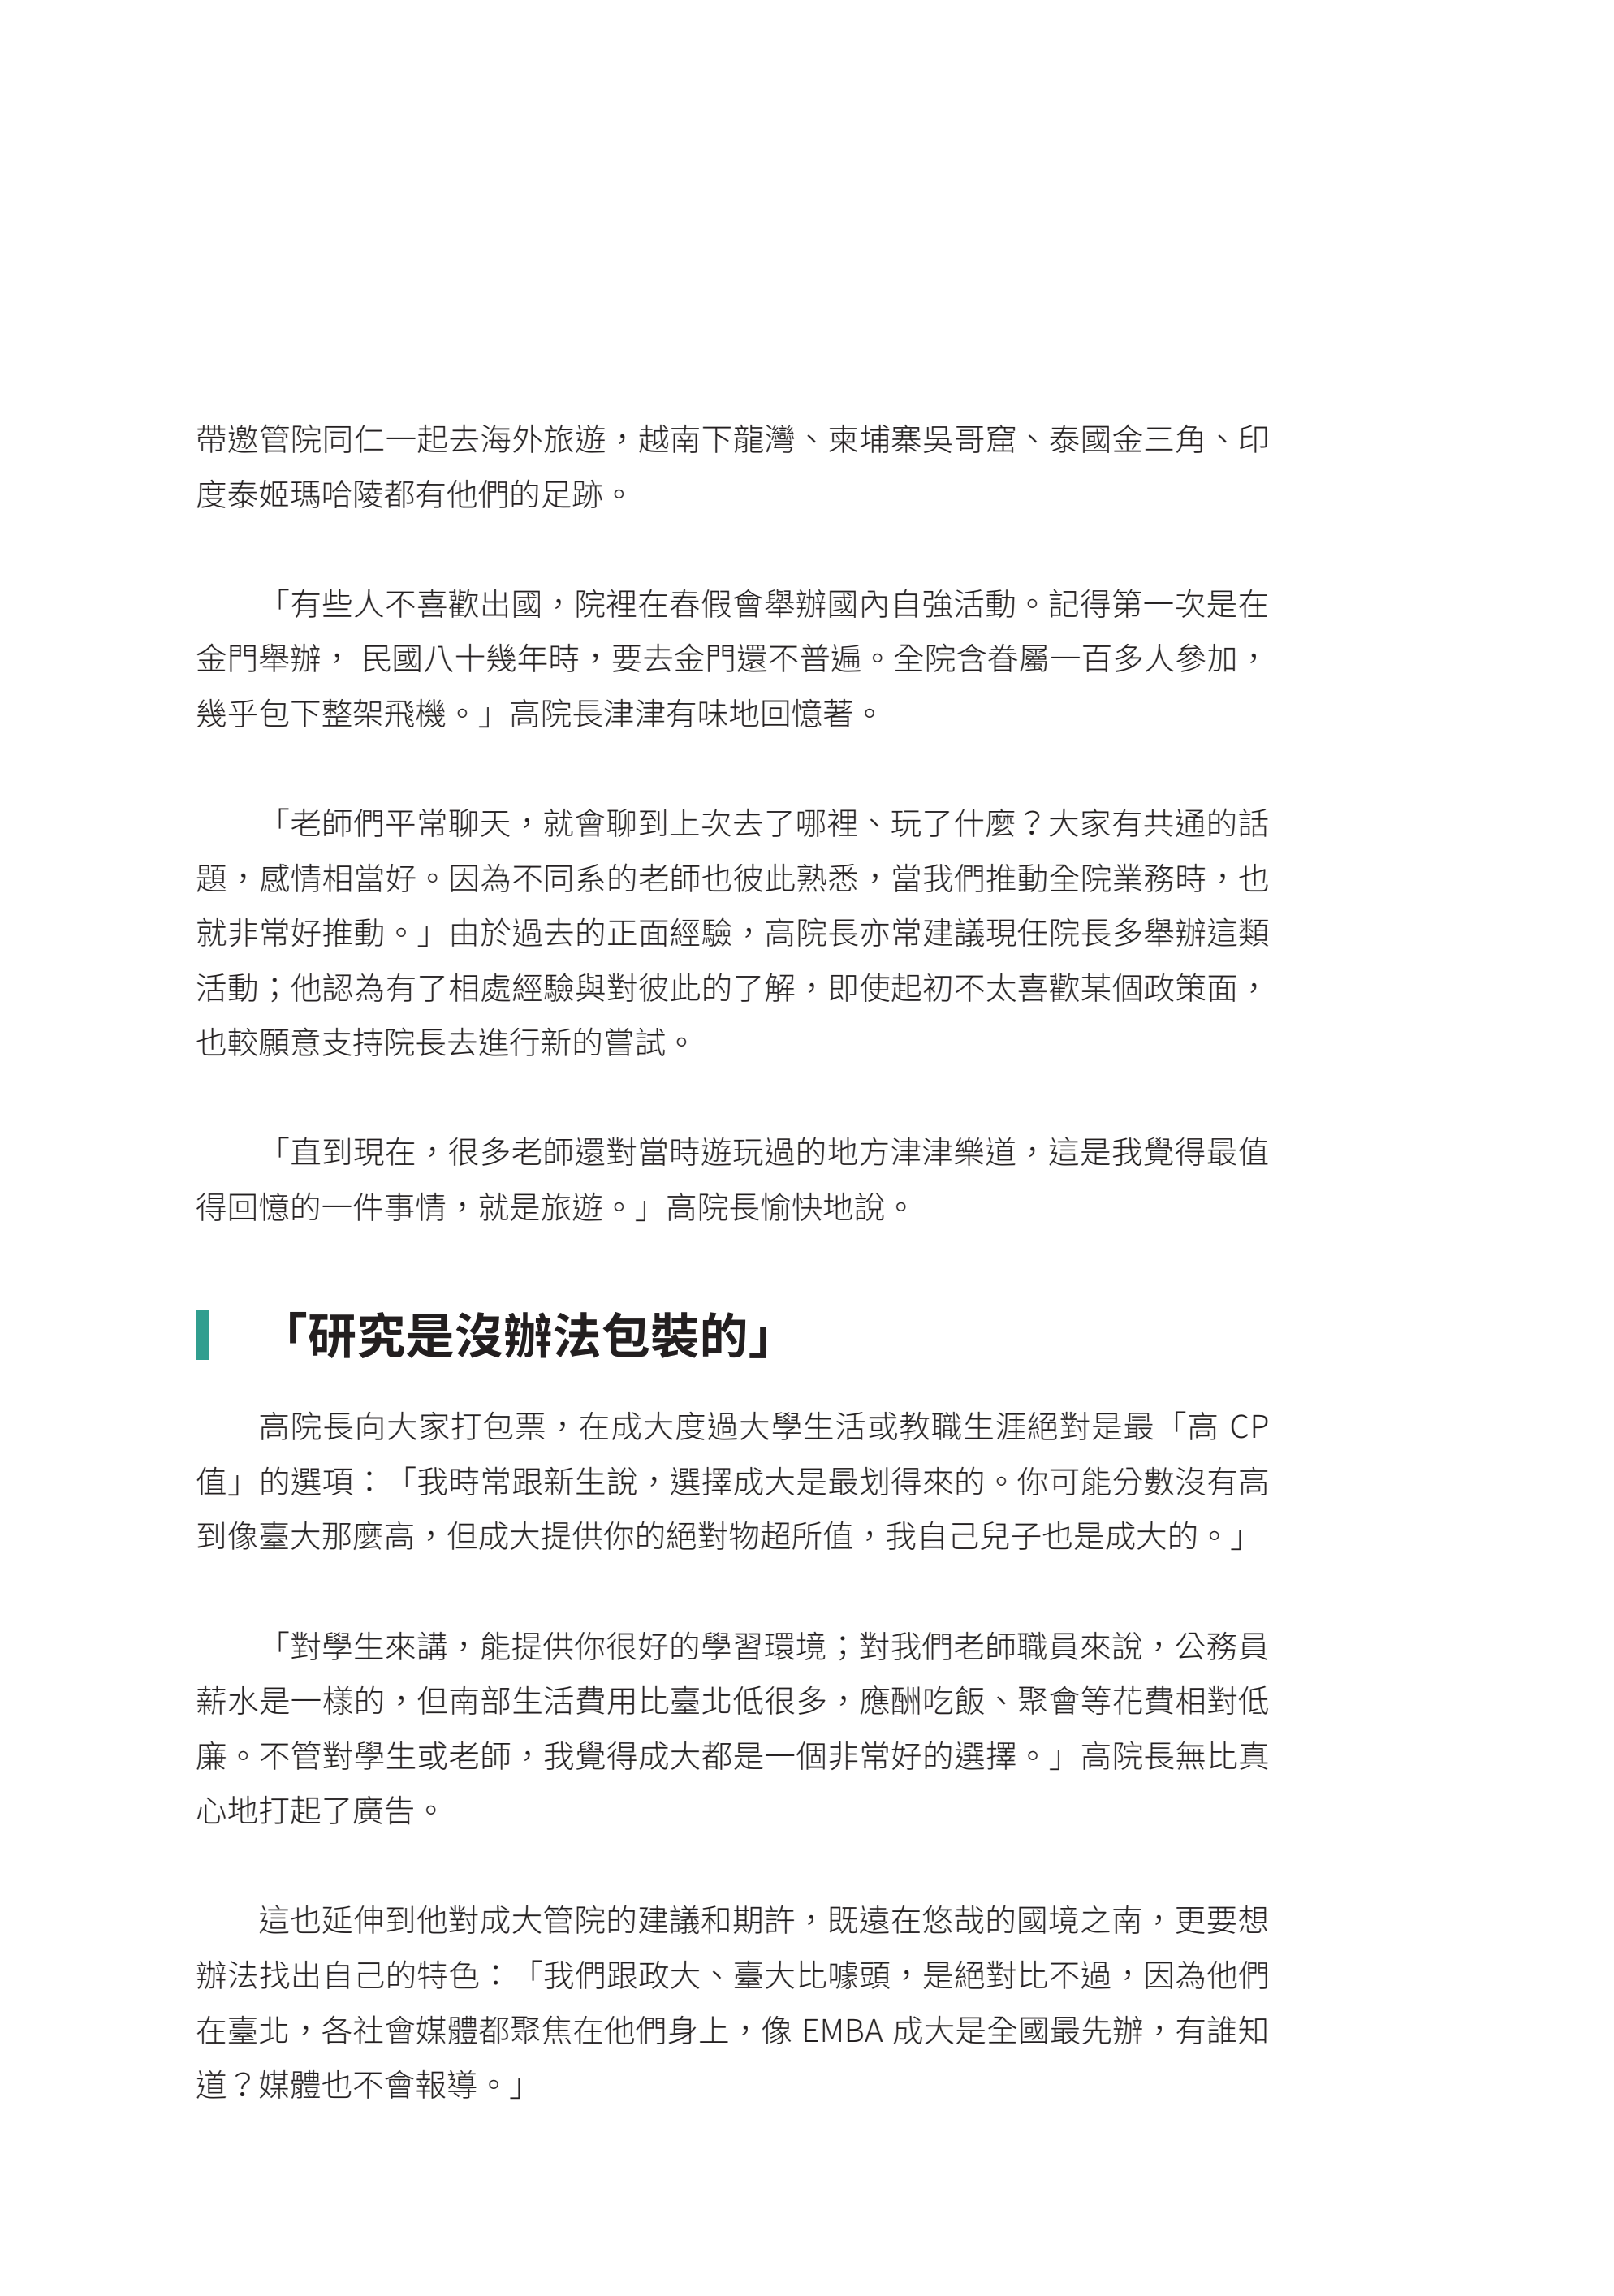 帶邀管院同仁一起去海外旅遊，越南下龍灣、柬埔寨吳哥窟、泰國金三角、印
度泰姬瑪哈陵都有他們的足跡。
「有些人不喜歡出國，院裡在春假會舉辦國內自強活動。記得第一次是在
金門舉辦， 民國八十幾年時，要去金門還不普遍。全院含眷屬一百多人參加，
幾乎包下整架飛機。」高院長津津有味地回憶著。
「老師們平常聊天，就會聊到上次去了哪裡、玩了什麼？大家有共通的話
題，感情相當好。因為不同系的老師也彼此熟悉，當我們推動全院業務時，也
就非常好推動。」由於過去的正面經驗，高院長亦常建議現任院長多舉辦這類
活動；他認為有了相處經驗與對彼此的了解，即使起初不太喜歡某個政策面，
也較願意支持院長去進行新的嘗試。
「直到現在，很多老師還對當時遊玩過的地方津津樂道，這是我覺得最值
得回憶的一件事情，就是旅遊。」高院長愉快地說。
「研究是沒辦法包裝的」
高院長向大家打包票，在成大度過大學生活或教職生涯絕對是最「高 CP
值」的選項：「我時常跟新生說，選擇成大是最划得來的。你可能分數沒有高
到像臺大那麼高，但成大提供你的絕對物超所值，我自己兒子也是成大的。」
「對學生來講，能提供你很好的學習環境；對我們老師職員來說，公務員
薪水是一樣的，但南部生活費用比臺北低很多，應酬吃飯、聚會等花費相對低
廉。不管對學生或老師，我覺得成大都是一個非常好的選擇。」高院長無比真
心地打起了廣告。
這也延伸到他對成大管院的建議和期許，既遠在悠哉的國境之南，更要想
辦法找出自己的特色：「我們跟政大、臺大比噱頭，是絕對比不過，因為他們
在臺北，各社會媒體都聚焦在他們身上，像 EMBA 成大是全國最先辦，有誰知
道？媒體也不會報導。」